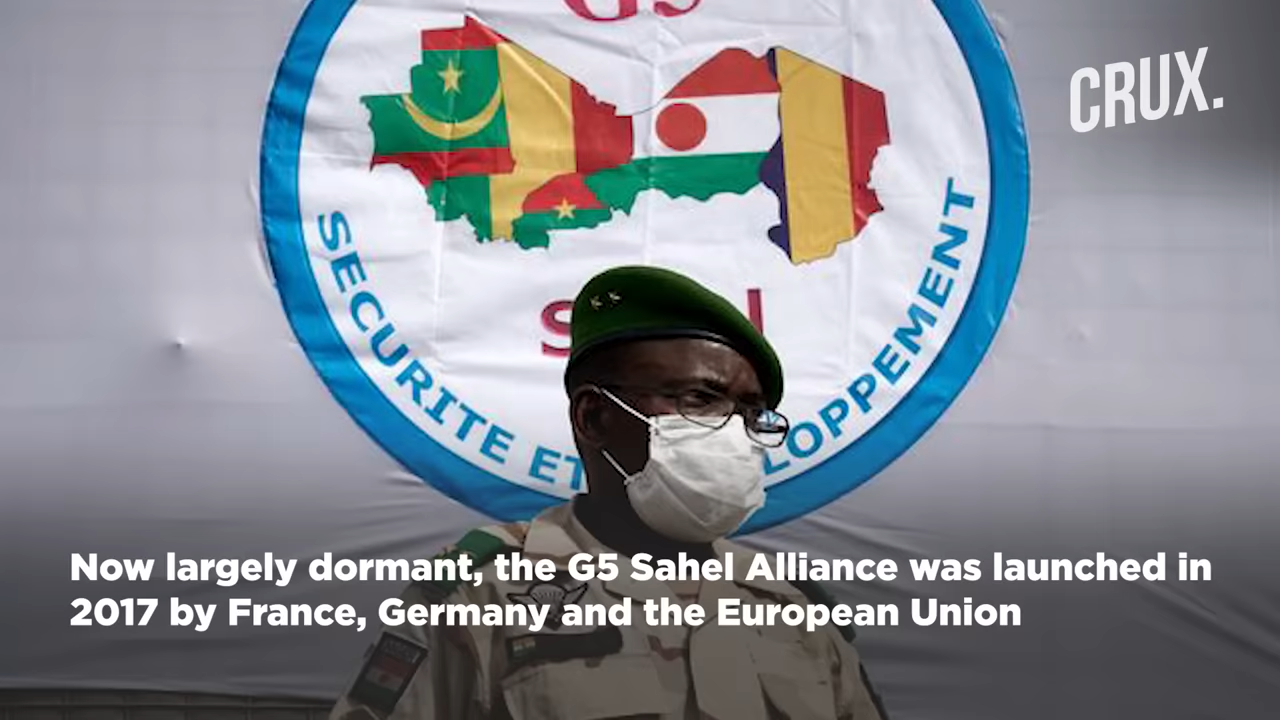 G5
CRUX.
SECURITE ET
LOPPEMENT
Now largely dormant, the G5 Sahel Alliance was launched in
2017 by France, Germany and the European Union